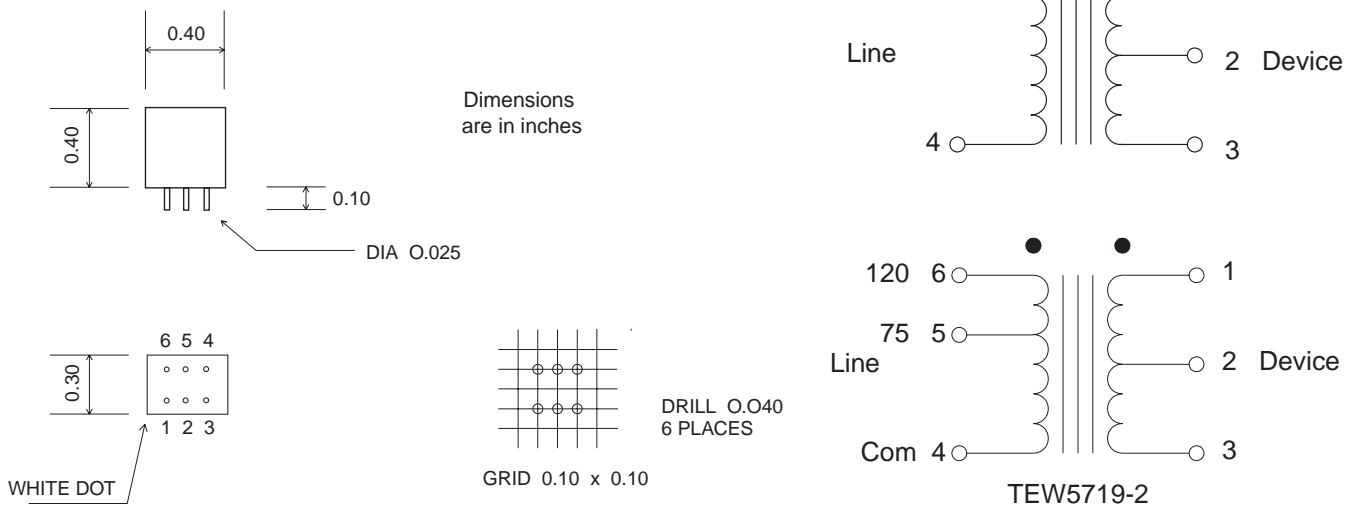 0.40
Dimensions
are in inches
0.40
0.10
DIA O.025
6 5 4
0.30
1 2 3
WHITE DOT
DRILL O.O40
6 PLACES
GRID 0.10 x 0.10
Line
2 Device
4
3
120 6
1
75 5
Line
2 Device
Com 4
3
TEW5719-2